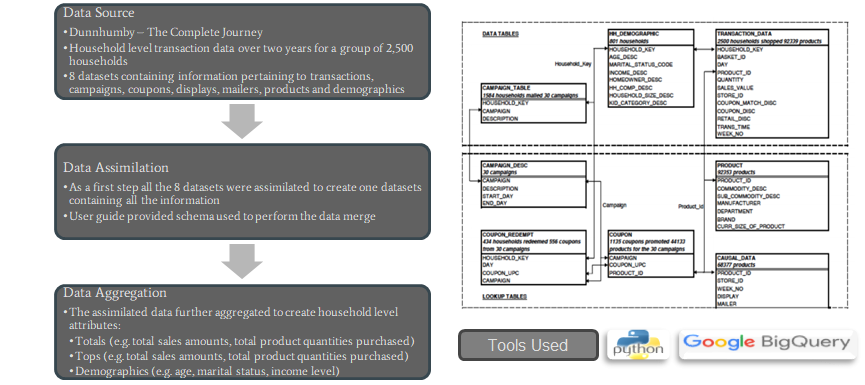 Data Source
•Dunnhumby – The Complete Journey
•Household level transaction data over two years for a group of 2,500
households
•8 datasets containing information pertaining to transactions,
campaigns, coupons, displays, mailers, products and demographics
Data Assimilation
•As a first step all the 8 datasets were assimilated to create one datasets
containing all the information
•User guide provided schema used to perform the data merge
Data Aggregation
•The assimilated data further aggregated to create household level
attributes:
•Totals (e.g. total sales amounts, total product quantities purchased)
•Tops (e.g. total sales amounts, total product quantities purchased)
•Demographics (e.g. age, marital status, income level)
DATA TABLES
Household_Key
CAMPAIGN_TABLE
1584 households mailed 30 campaigns
HOUSEHOLD_KEY
CAMPAIGN
DESCRIPTION
HH_DEMOGRAPHIC
801 households
HOUSEHOLD_KEY
AGE_DESC
MARITAL_STATUS_CODE
INCOME_DESC
HOMEOWNER_DESC
HH_COMP_DESC
HOUSEHOLD_SIZE_DESC
KID_CATEGORY_DESC
TRANSACTION_DATA
2500 households shopped 92339 products
HOUSEHOLD_KEY
BASKET_ID
DAY
PRODUCT_ID
QUANTITY
SALES_VALUE
STORE_ID
COUPON_MATCH_DISC
COUPON_DISC
RETAIL_DISC
TRANS_TIME
WEEK_NO
CAMPAIGN_DESC
30 campaigns
CAMPAIGN
DESCRIPTION
START_DAY
END_DAY
Campaign
Product_Id
PRODUCT
92353 products
PRODUCT_ID
COMMODITY_DESC
SUB_COMMODITY_DESC
MANUFACTURER
DEPARTMENT
BRAND
CURR_SIZE_OF_PRODUCT
COUPON_REDEMPT
434 households redeemed 556 coupons
from 30 campaigns
HOUSEHOLD_KEY
DAY
COUPON_UPC
CAMPAIGN
COUPON
1135 coupons promoted 44133
products for the 30 campaigns
CAMPAIGN
COUPON_UPC
PRODUCT_ID
CAUSAL_DATA
68377 products
PRODUCT_ID
STORE_ID
WEEK_NO
DISPLAY
MAILER
LOOKUP TABLES
Tools Used
python
Google BigQuery